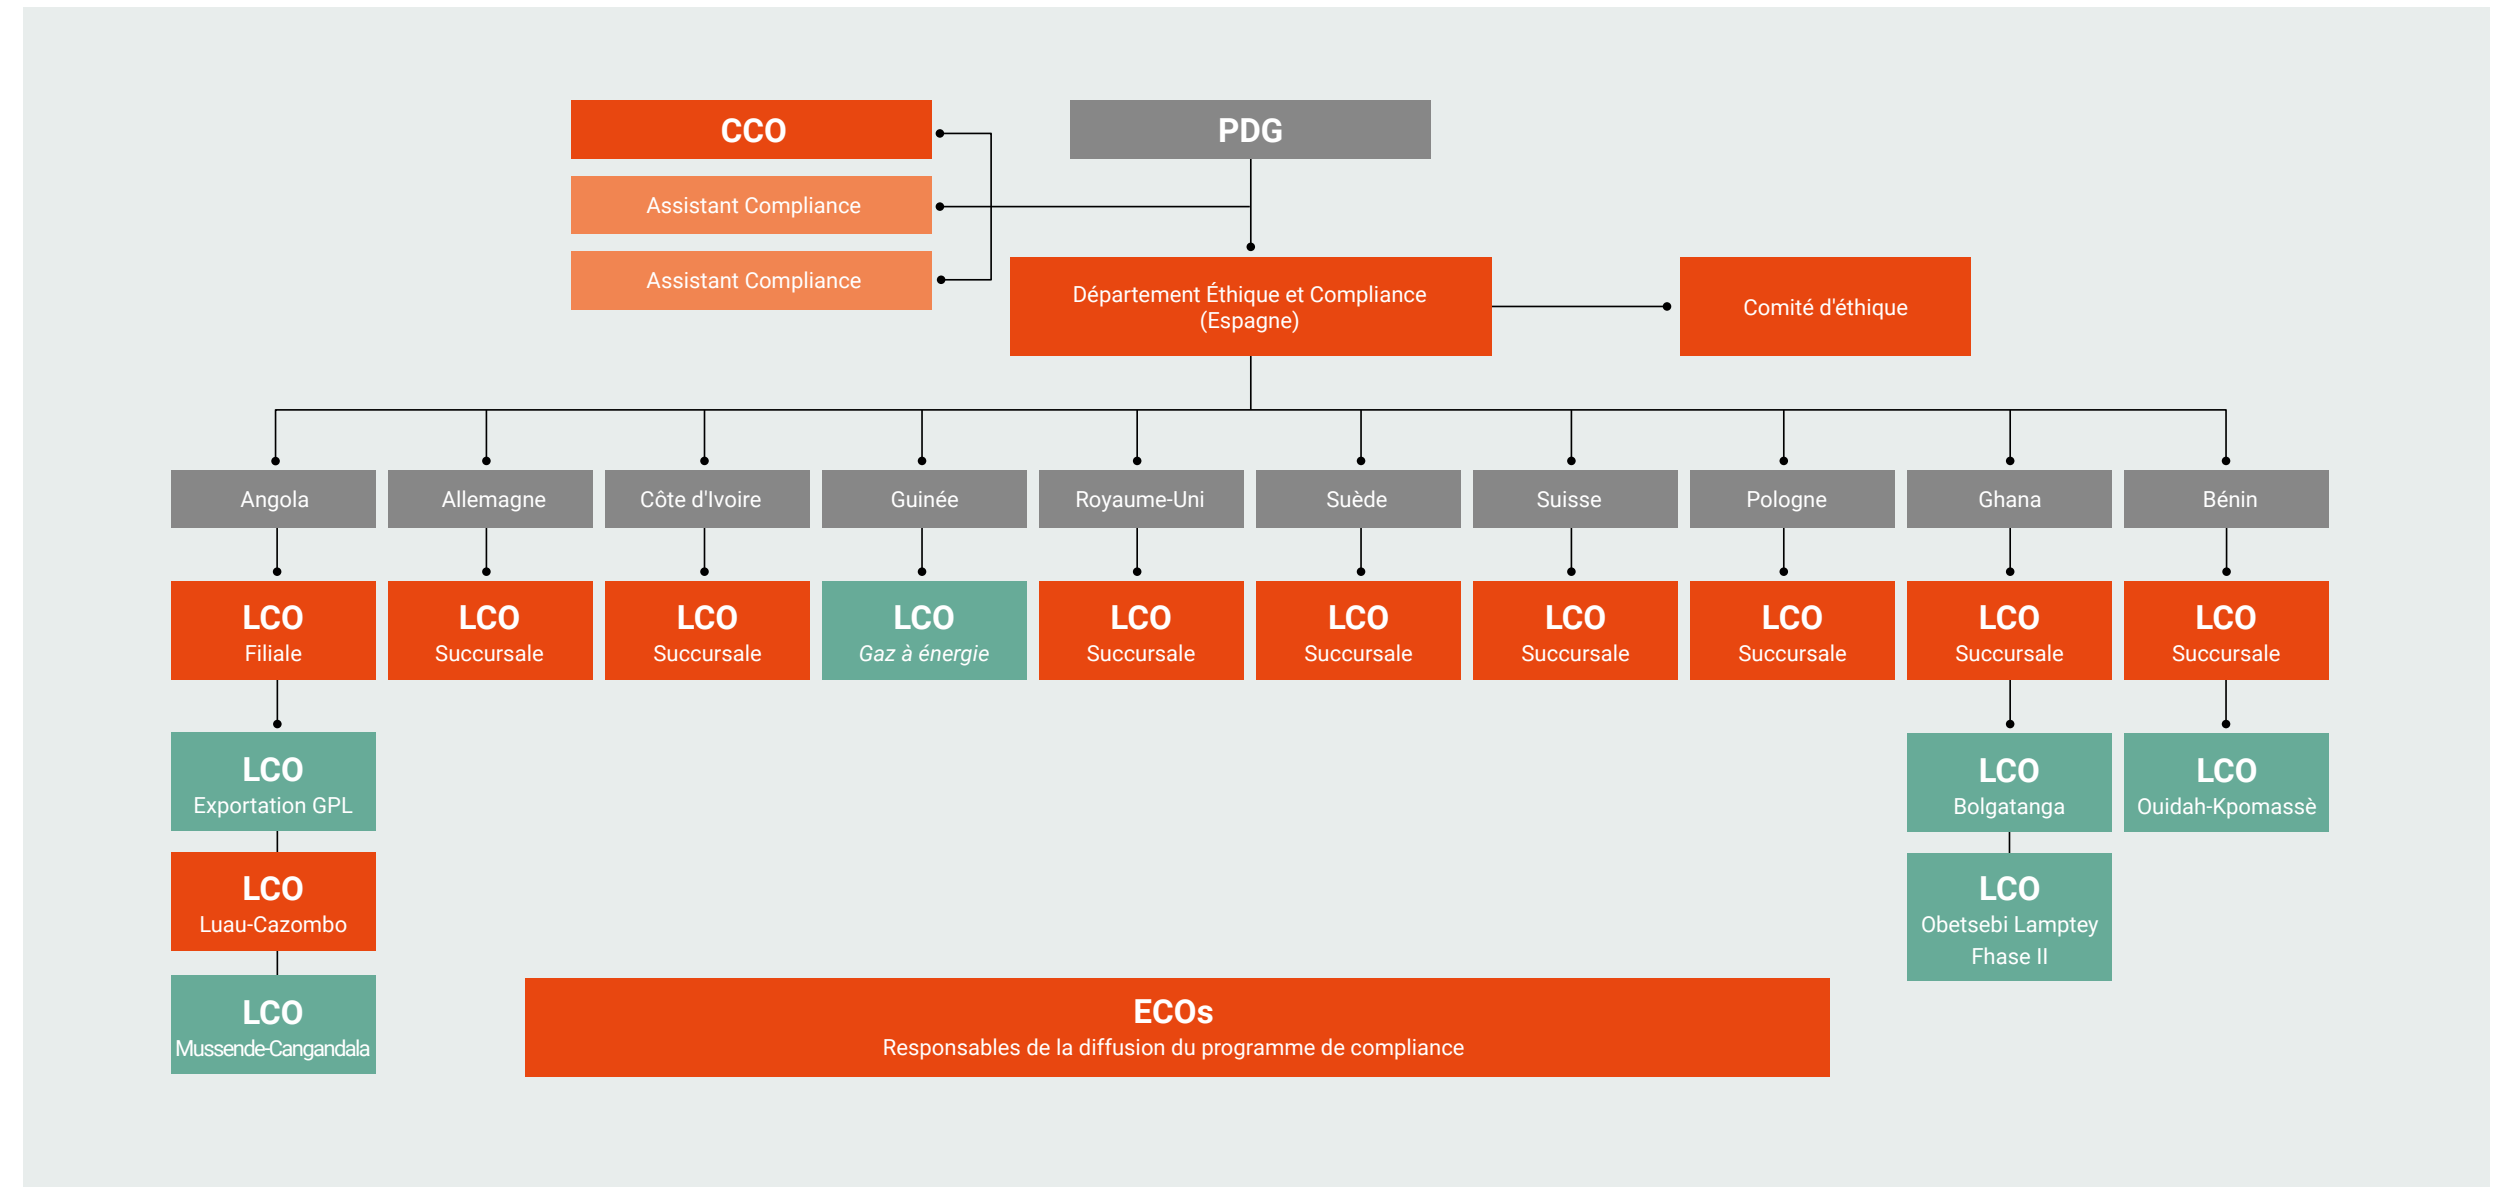 CCO
PDG
Assistant Compliance
Assistant Compliance
Département Éthique et Compliance
(Espagne)
Comité d'éthique
Angola
Allemagne
Côte d'Ivoire
Guinée
Royaume-Uni
Suède
Suisse
Pologne
Ghana
Bénin
LCO
Filiale
LCO
Succursale
LCO
Succursale
LCO
Gaz à énergie
LCO
Succursale
LCO
Succursale
LCO
Succursale
LCO
Succursale
LCO
Succursale
LCO
Succursale
LCO
Exportation GPL
LCO
Bolgatanga
LCO
Ouidah-Kpomassè
LCO
Luau-Cazombo
LCO
Obetsebi Lamptey
Fhase II
LCO
Mussende-Cangandala
ECOs
Responsables de la diffusion du programme de compliance